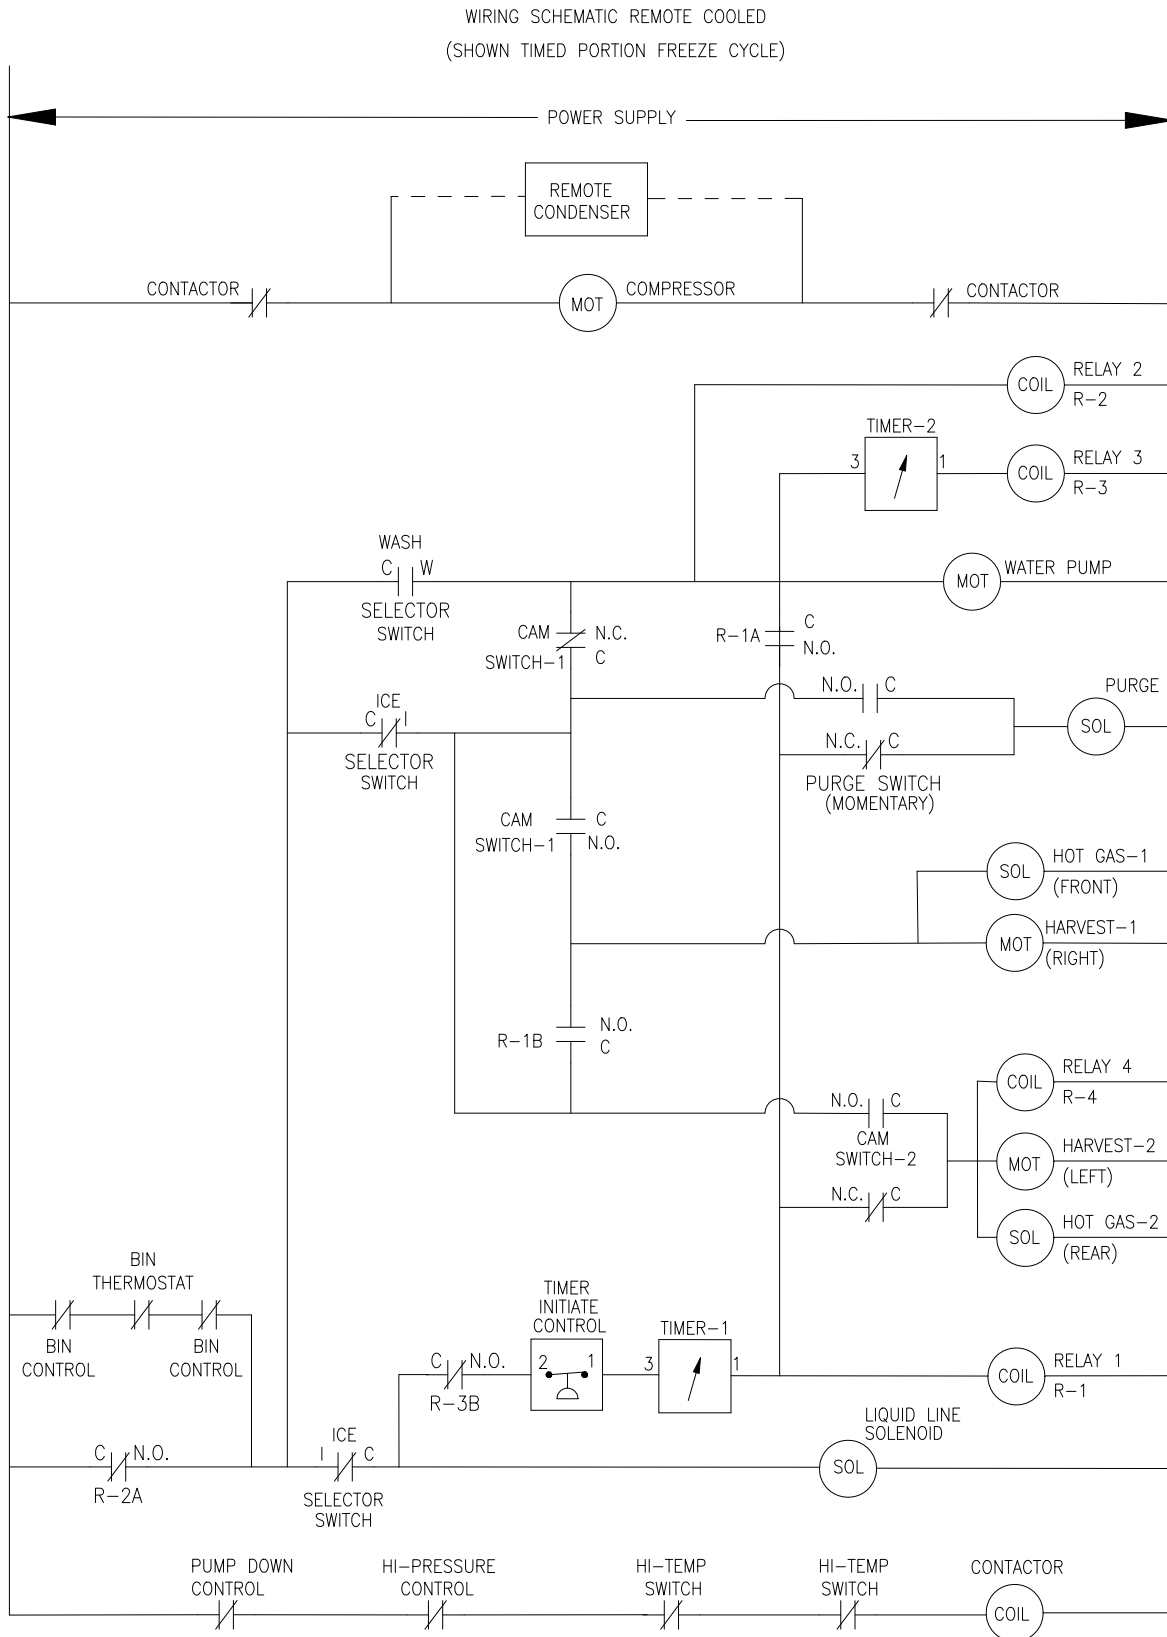 WIRING SCHEMATIC REMOTE COOLED
(SHOWN TIMED PORTION FREEZE CYCLE)
POWER SUPPLY
REMOTE
CONDENSER
CONTACTOR
MOT
COMPRESSOR
CONTACTOR
COIL
RELAY 2
R-2
TIMER-2
3
1
COIL
RELAY 3
R-3
WASH
C
W
SELECTOR
SWITCH
MOT
WATER PUMP
CAM
SWITCH-1
N.C.
C
R-1A
C
N.O.
ICE
C
I
SELECTOR
SWITCH
N.O.
C
N.C.
C
PURGE SWITCH
(MOMENTARY)
PURGE
SOL
CAM
SWITCH-1
C
N.O.
SOL
HOT GAS-1
(FRONT)
MOT
HARVEST-1
(RIGHT)
R-1B
N.O.
C
COIL
RELAY 4
R-4
N.O.
C
CAM
SWITCH-2
N.C.
C
MOT
HARVEST-2
(LEFT)
SOL
HOT GAS-2
(REAR)
BIN
THERMOSTAT
BIN
CONTROL
BIN
CONTROL
TIMER
INITIATE
CONTROL
2
1
TIMER-1
3
1
C
N.O.
R-3B
COIL
RELAY 1
R-1
LIQUID LINE
SOLENOID
SOL
C
N.O.
R-2A
ICE
I
C
SELECTOR
SWITCH
PUMP DOWN
CONTROL
HI-PRESSURE
CONTROL
HI-TEMP
SWITCH
HI-TEMP
SWITCH
CONTACTOR
COIL